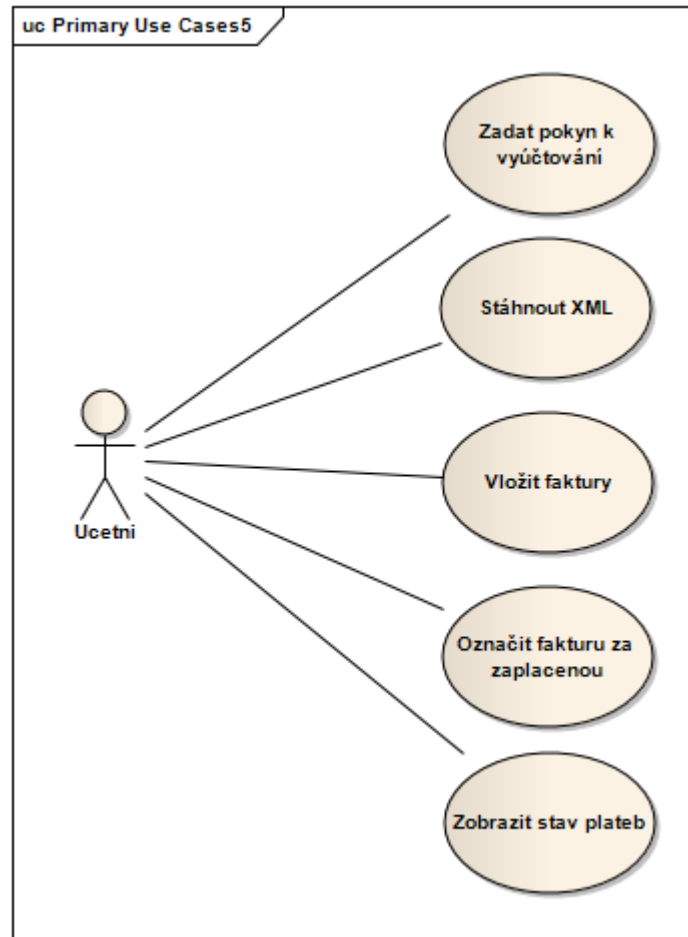 uc Primary Use Cases5
Zadat pokyn k
vyúčtování
Stáhnout XML
Vložit faktury
Ucetni
Označit fakturu za
zaplacenou
Zobrazit stav plateb